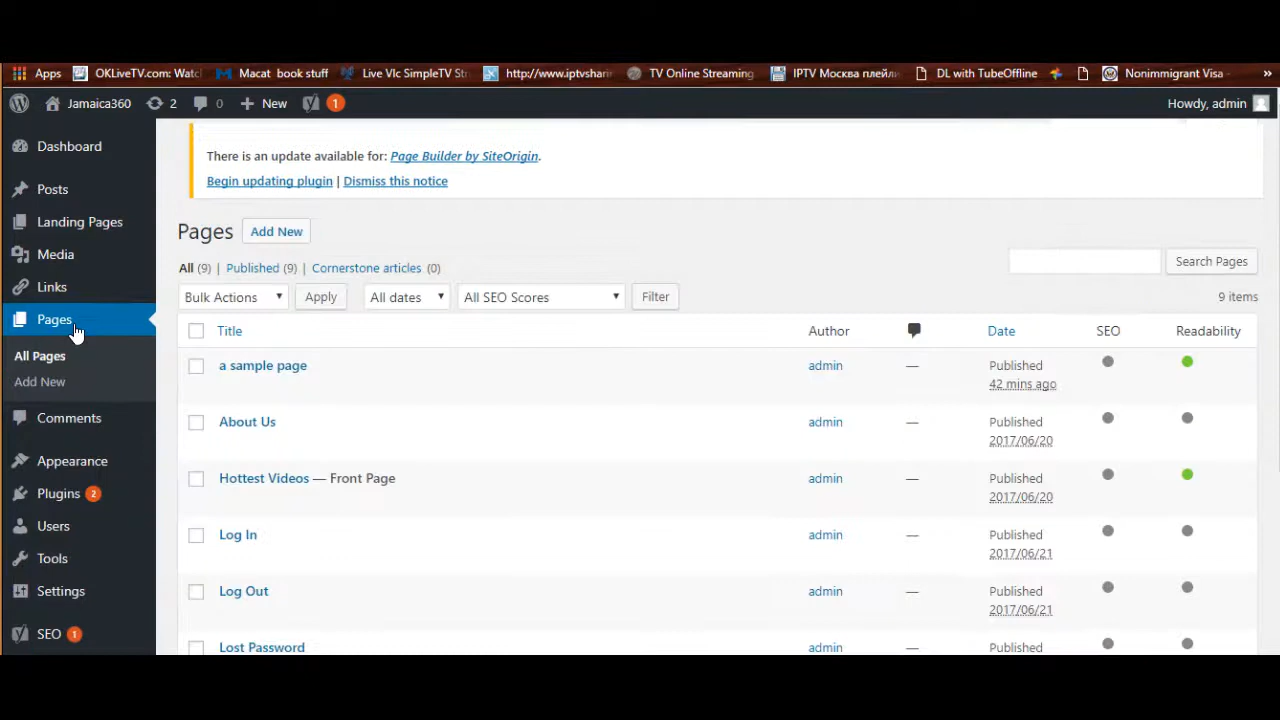 Apps OKLiveTV.com: Watc Macat book stuff Live Vlc SimpleTV Str http://www.iptvsharin TV Online Streaming IPTV Москва плейли DL with TubeOffline Nonimmigrant Visa - »
Jamaica360 2 0 + New 1 Howdy, admin
Dashboard
Posts
Landing Pages
Media
Links
Pages
All Pages
Add New
Comments
Appearance
Plugins 2
Users
Tools
Settings
SEO 1
There is an update available for: Page Builder by SiteOrigin.
Begin updating plugin | Dismiss this notice
Pages Add New
All (9) | Published (9) | Cornerstone articles (0)
Search Pages
Bulk Actions Apply All dates All SEO Scores Filter
9 items
Title Author Date SEO Readability
a sample page admin — Published
42 mins ago
About Us admin — Published
2017/06/20
Hottest Videos — Front Page admin — Published
2017/06/20
Log In admin — Published
2017/06/21
Log Out admin — Published
2017/06/21
Lost Password admin — Published